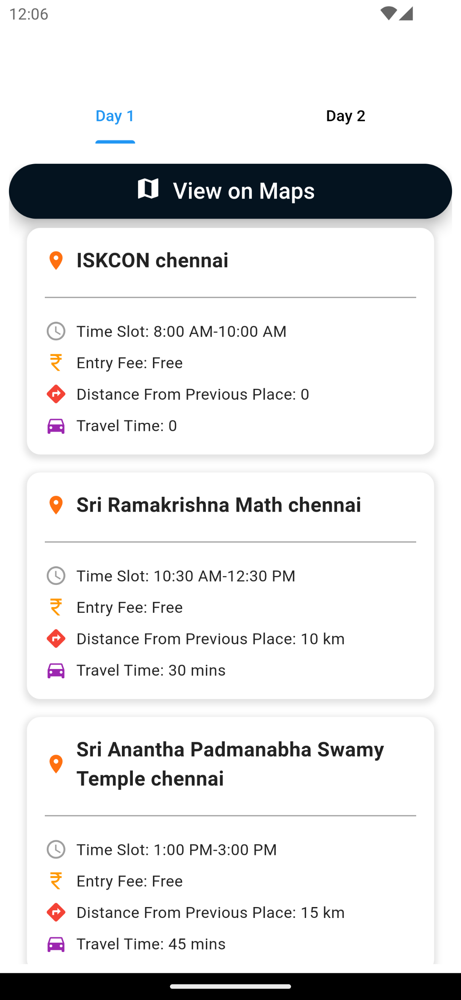 12:06
Day 1
Day 2
View on Maps
ISKCON chennai
Time Slot: 8:00 AM-10:00 AM
₹ Entry Fee: Free
Distance From Previous Place: 0
Travel Time: 0
Sri Ramakrishna Math chennai
Time Slot: 10:30 AM-12:30 PM
₹ Entry Fee: Free
Distance From Previous Place: 10 km
Travel Time: 30 mins
Sri Anantha Padmanabha Swamy
Temple chennai
Time Slot: 1:00 PM-3:00 PM
₹ Entry Fee: Free
Distance From Previous Place: 15 km
Travel Time: 45 mins